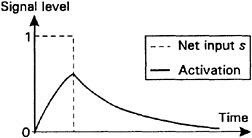 Signal level
1
Net input s
Activation
Time
0